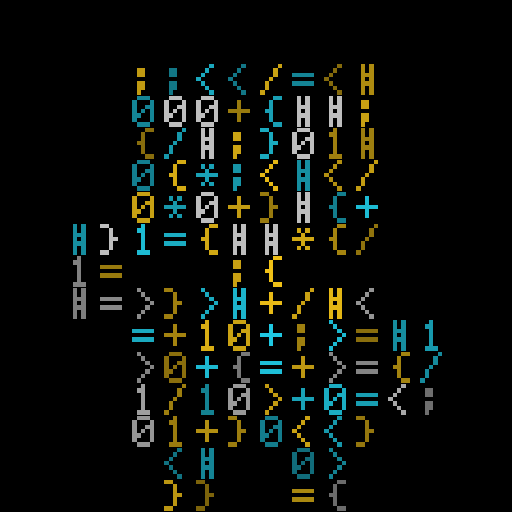 ; ; < < / = < H
0 0 0 + { H H ;
{ / H ; } 0 1 H
0 { * ; < H < /
0 * 0 + } H { +
H } 1 = { H H * { /
1 = ; {
H = > } > H + / H <
= + 1 0 + ; > = H 1
> 0 + { = + > = { /
1 / 1 0 > + 0 = < ;
0 1 + } 0 < < }
< H 0 >
} } = {